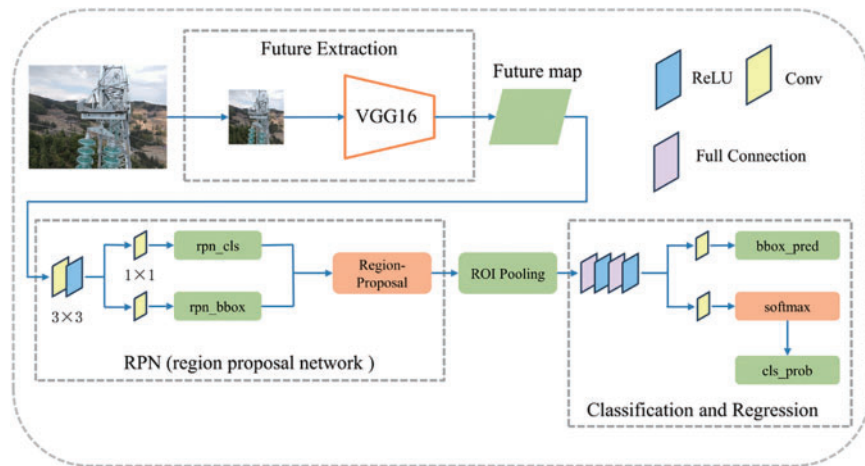 Future Extraction
VGG16
Future map
ReLU
Conv
Full Connection
rpn_cls
1×1
rpn_bbox
3×3
Region-
Proposal
RPN (region proposal network )
ROI Pooling
bbox_pred
softmax
cls_prob
Classification and Regression